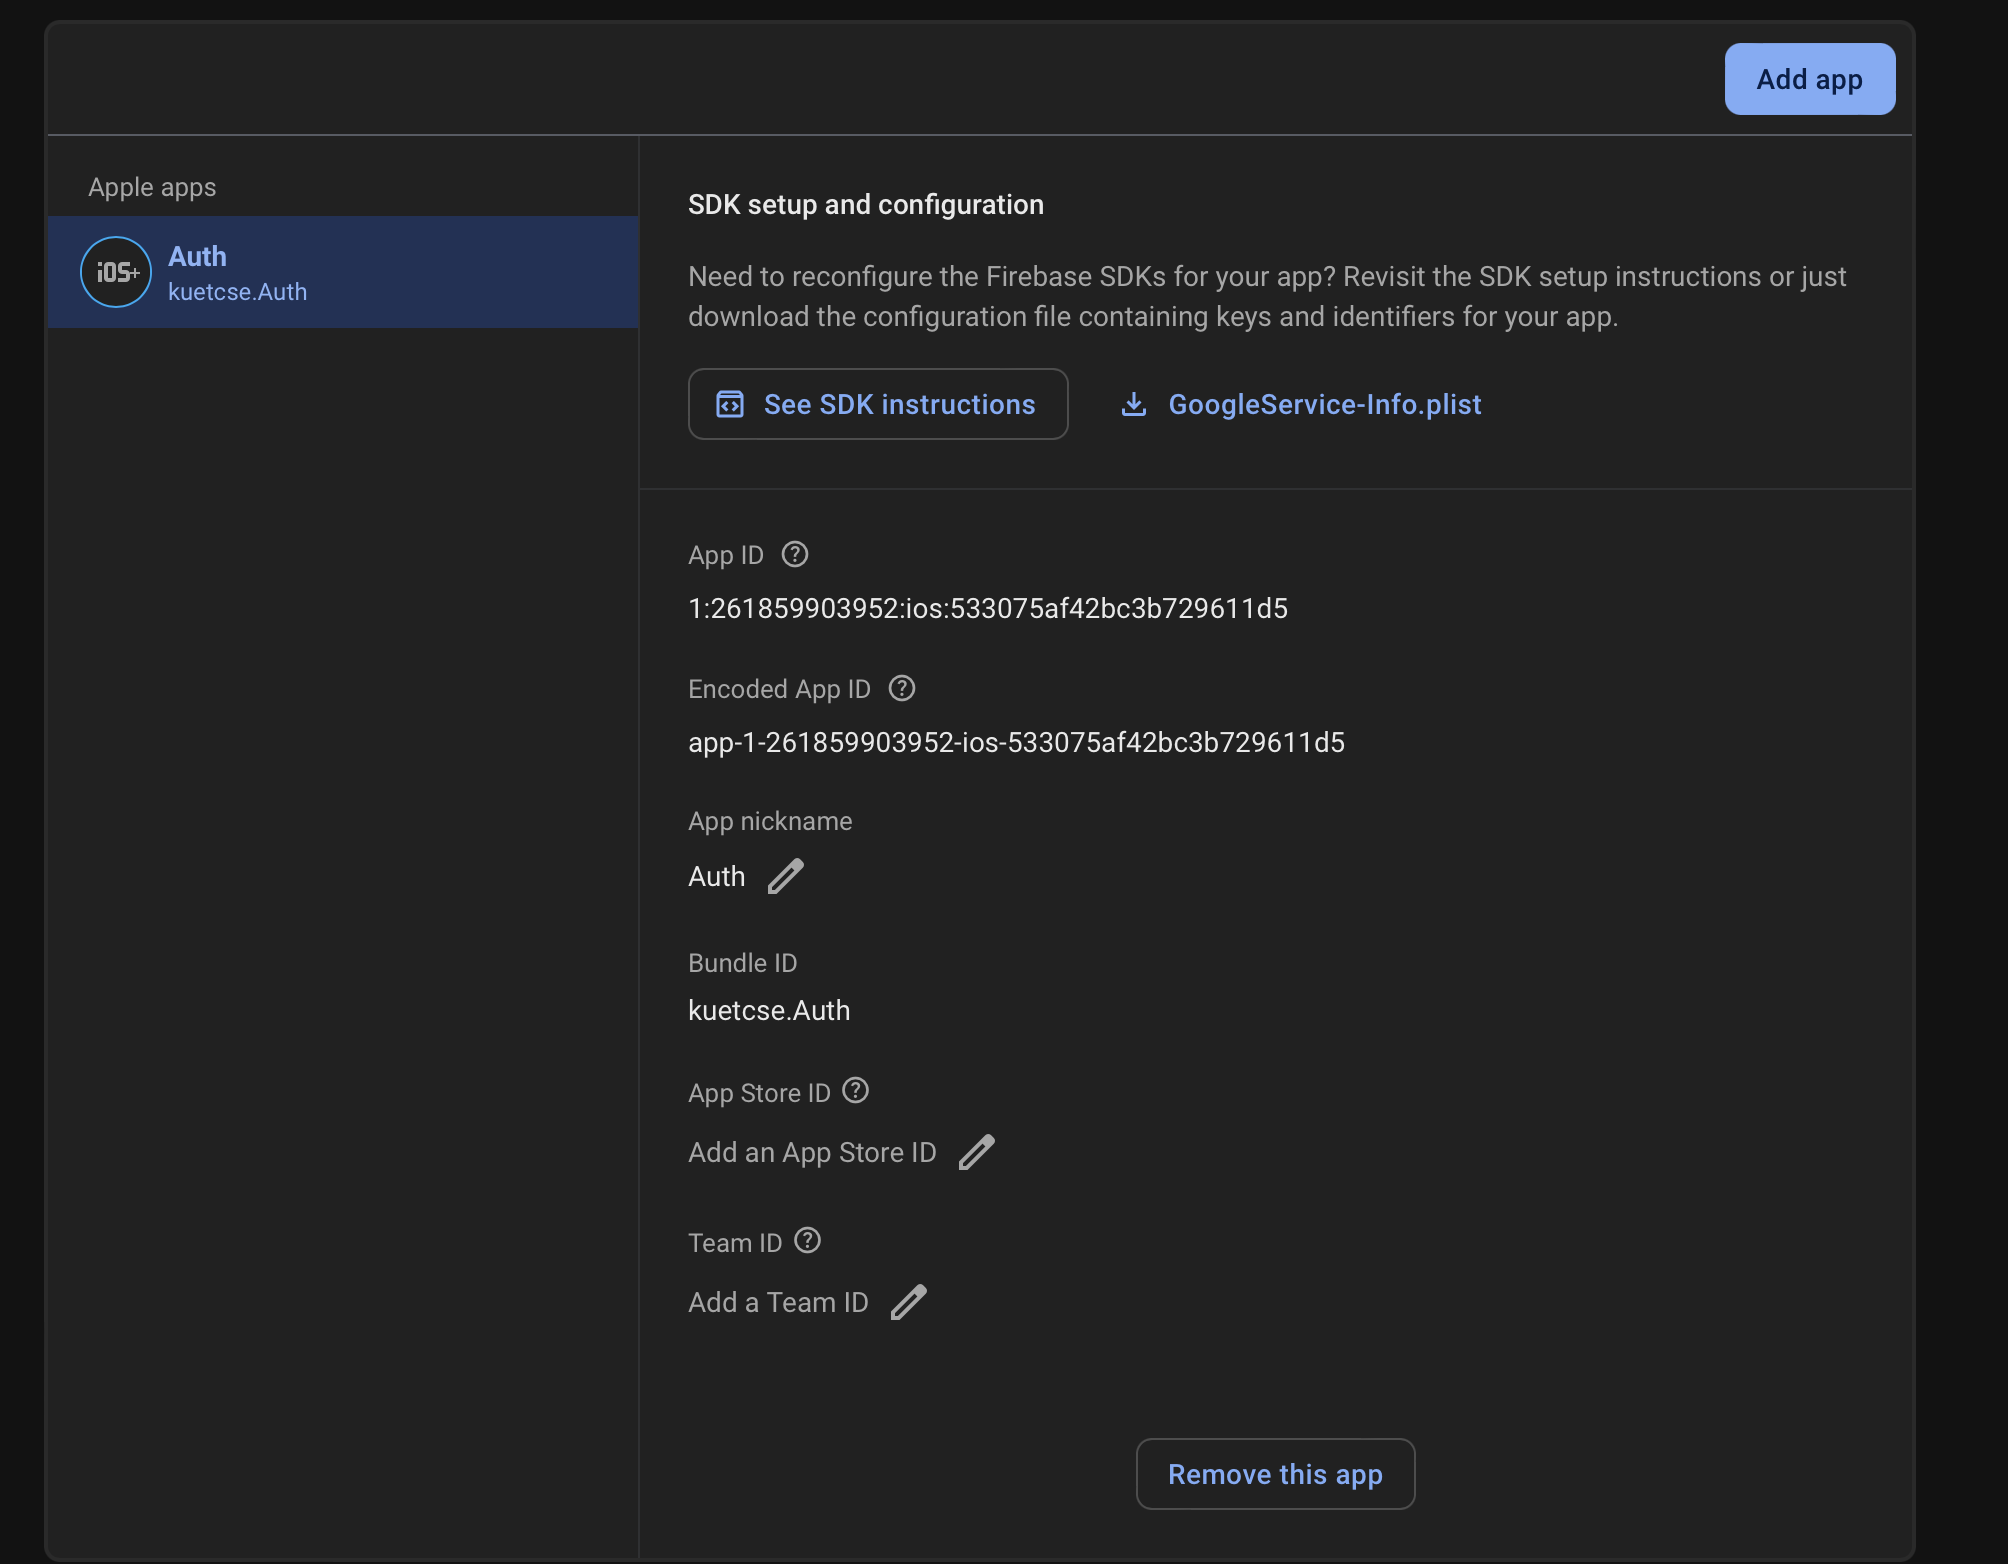 Add app
Apple apps
iOS+
Auth
kuetcse.Auth
SDK setup and configuration
Need to reconfigure the Firebase SDKs for your app? Revisit the SDK setup instructions or just
download the configuration file containing keys and identifiers for your app.
See SDK instructions
GoogleService-Info.plist
App ID
1:261859903952:ios:533075af42bc3b729611d5
Encoded App ID
app-1-261859903952-ios-533075af42bc3b729611d5
App nickname
Auth
Bundle ID
kuetcse.Auth
App Store ID
Add an App Store ID
Team ID
Add a Team ID
Remove this app